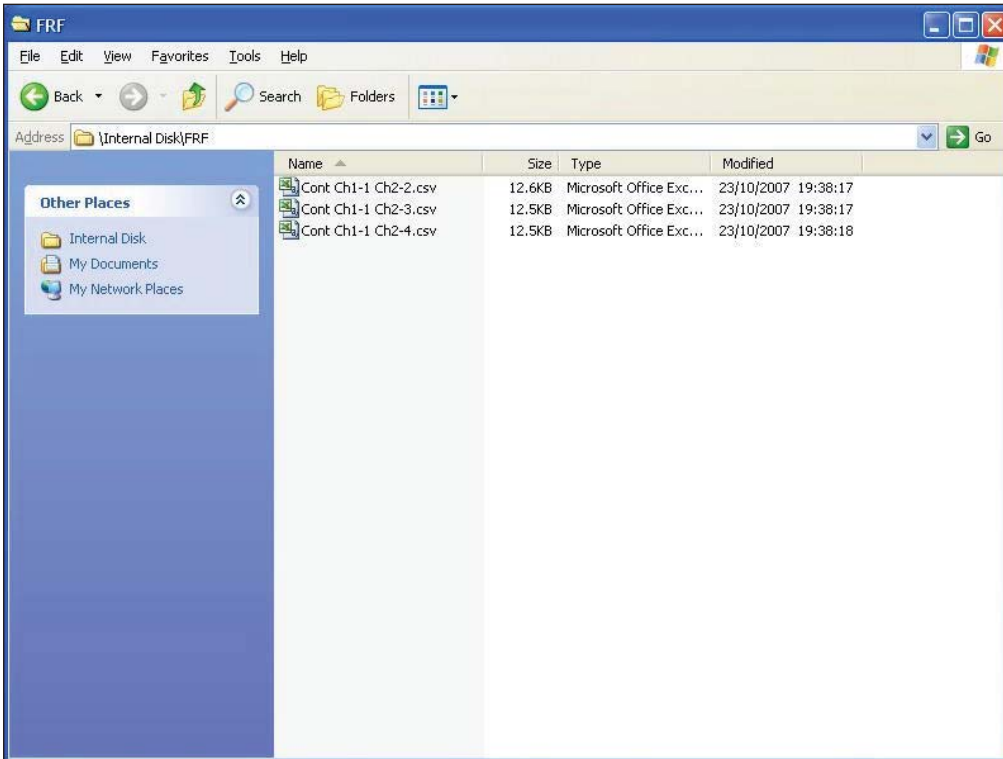 FRF
File Edit View Favorites Tools Help
Back Search Folders
Address \Internal Disk\FRF Go
Other Places
Internal Disk
My Documents
My Network Places
Name Size Type Modified
Cont Ch1-1 Ch2-2.csv 12.6KB Microsoft Office Exc... 23/10/2007 19:38:17
Cont Ch1-1 Ch2-3.csv 12.5KB Microsoft Office Exc... 23/10/2007 19:38:17
Cont Ch1-1 Ch2-4.csv 12.5KB Microsoft Office Exc... 23/10/2007 19:38:18